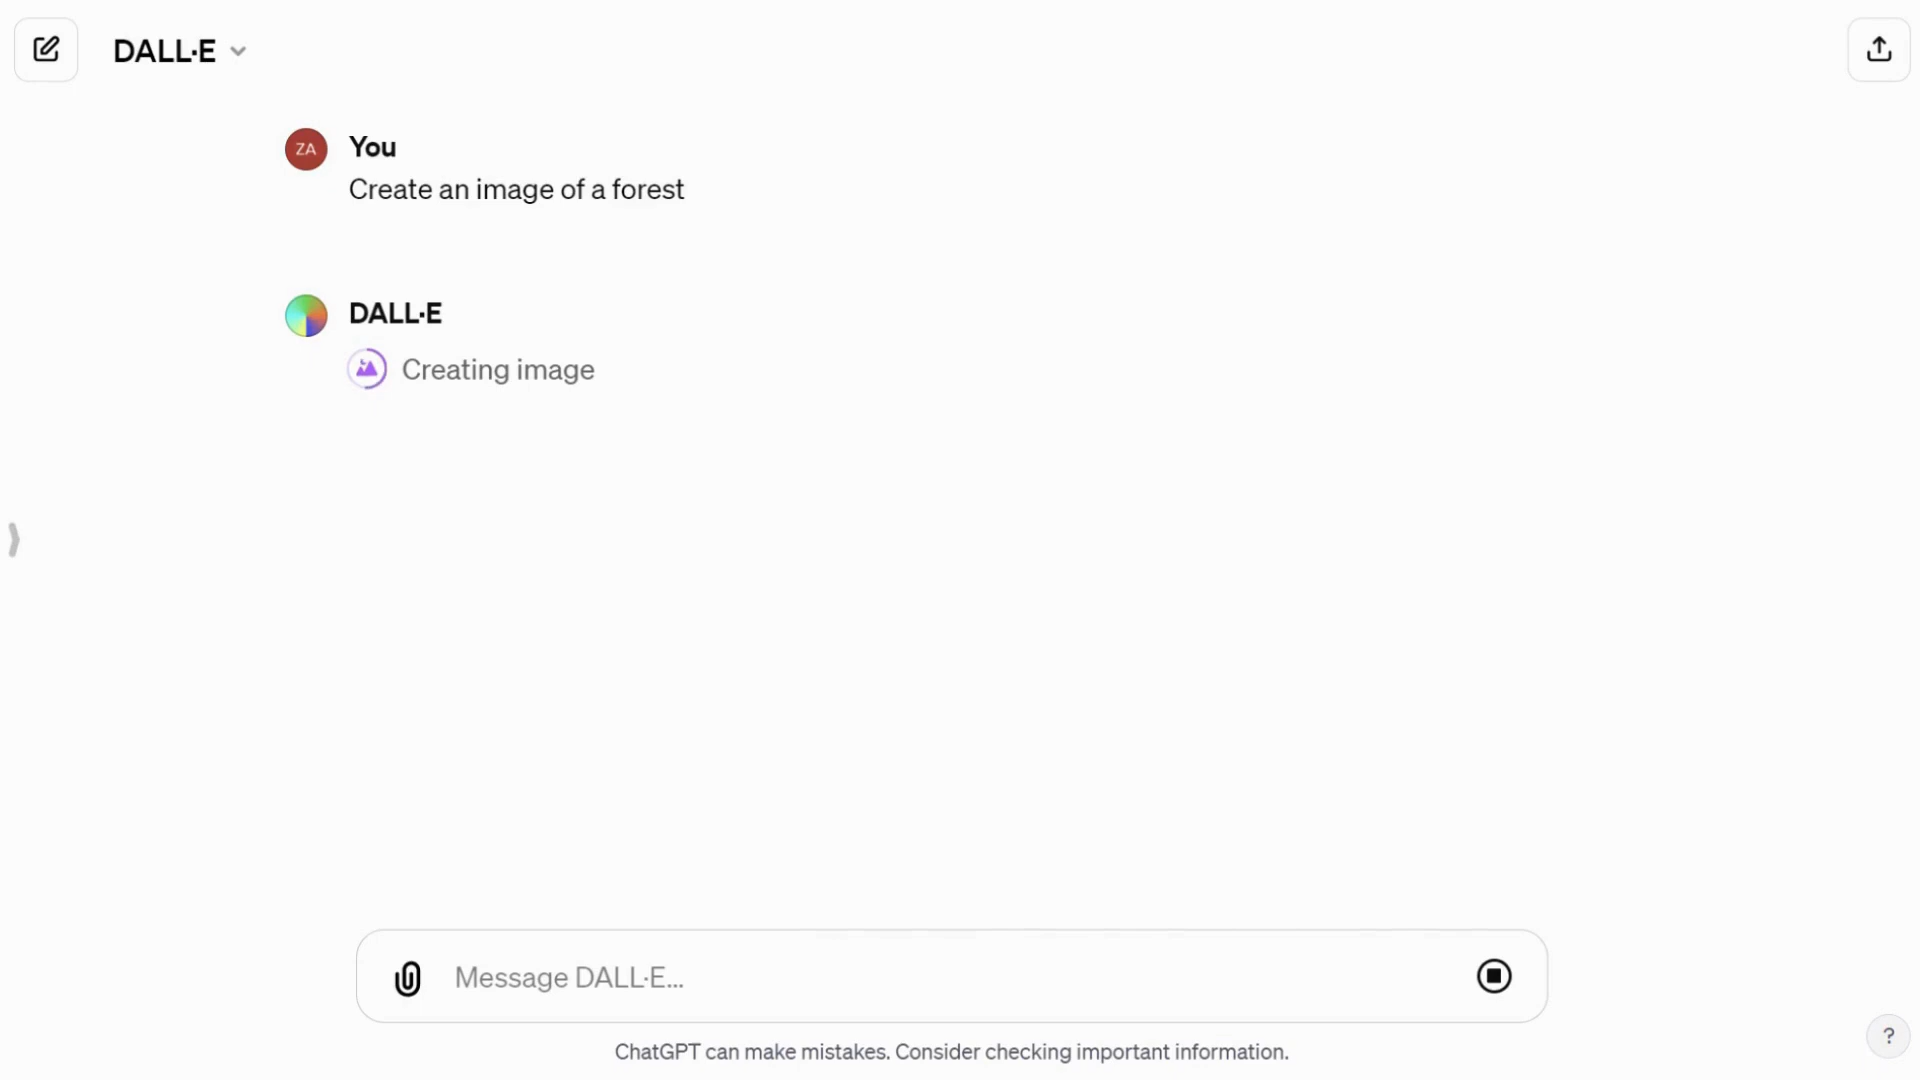 DALL·E
ZA
You
Create an image of a forest
DALL·E
Creating image
Message DALL·E...
ChatGPT can make mistakes. Consider checking important information.
?